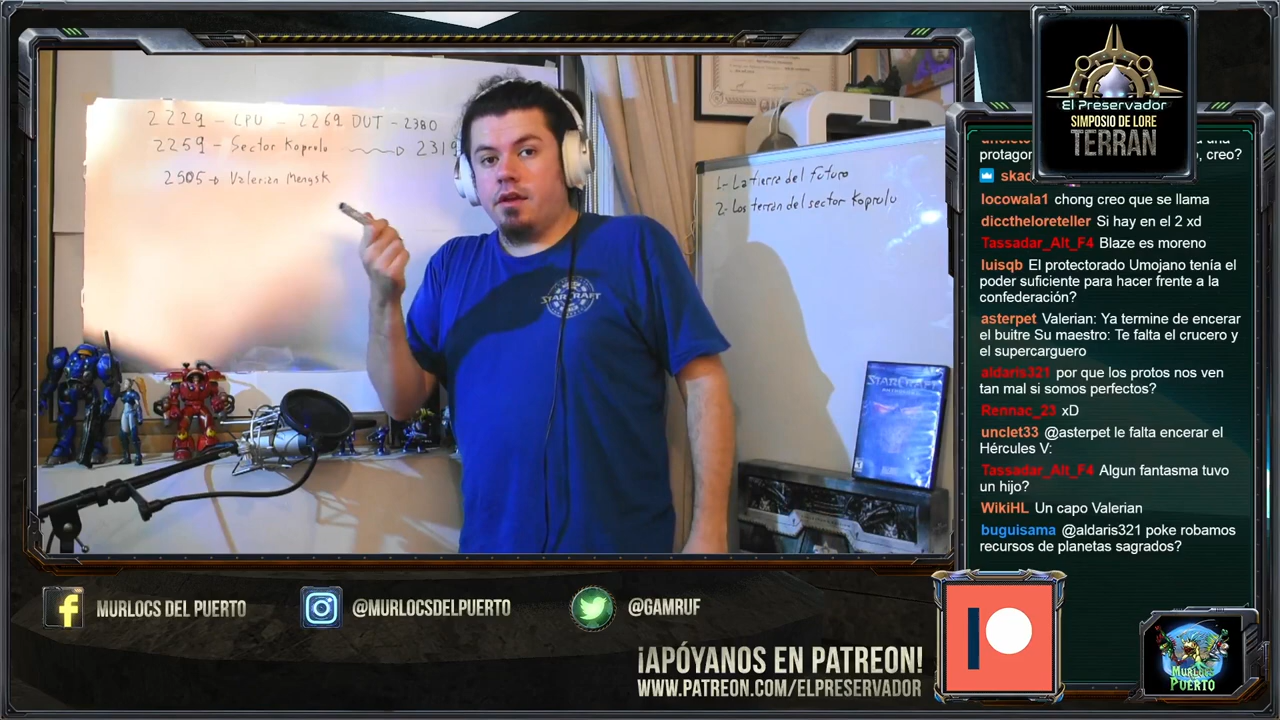 2229 - CPU - 2269 DUT - 2380
2259 - Sector Koprulu 2319
2505 → Valerian Mengsk
1- La tierra del futuro
2- Los terran del sector Koprulu
STARCRAFT
STARCRAFT
El Preservador
SIMPOSIO DE LORE
TERRAN
protagor , creo?
skac
locowala1 chong creo que se llama
dicctheloreteller Si hay en el 2 xd
Tassadar_Alt_F4 Blaze es moreno
luisqb El protectorado Umojano tenía el
poder suficiente para hacer frente a la
confederación?
asterpet Valerian: Ya termine de encerar
el buitre Su maestro: Te falta el crucero y
el supercarguero
aldaris321 por que los protos nos ven
tan mal si somos perfectos?
Rennac_23 xD
unclet33 @asterpet le falta encerar el
Hércules V:
Tassadar_Alt_F4 Algun fantasma tuvo
un hijo?
WikiHL Un capo Valerian
buguisama @aldaris321 poke robamos
recursos de planetas sagrados?
MURLOCS DEL PUERTO
@MURLOCSDELPUERTO
@GAMRUF
¡APÓYANOS EN PATREON!
WWW.PATREON.COM/ELPRESERVADOR
MURLOCS
PUERTO